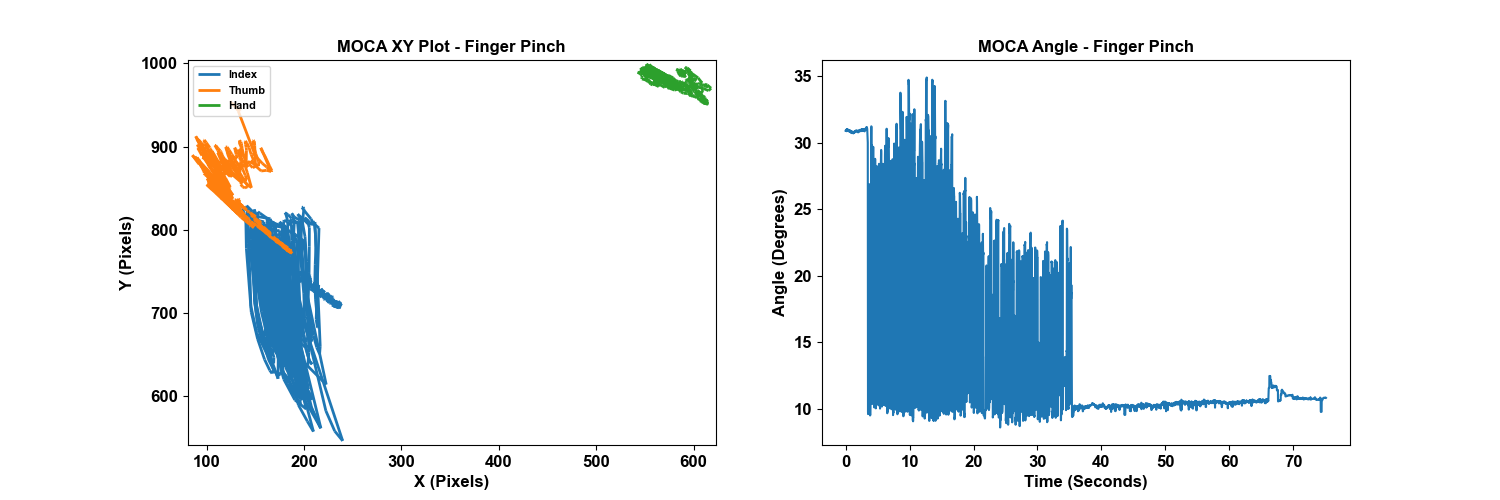 MOCA XY Plot - Finger Pinch
Index
Thumb
Hand
1000
900
800
700
600
Y (Pixels)
100 200 300 400 500 600
X (Pixels)
MOCA Angle - Finger Pinch
35
30
25
20
15
10
Angle (Degrees)
0 10 20 30 40 50 60 70
Time (Seconds)